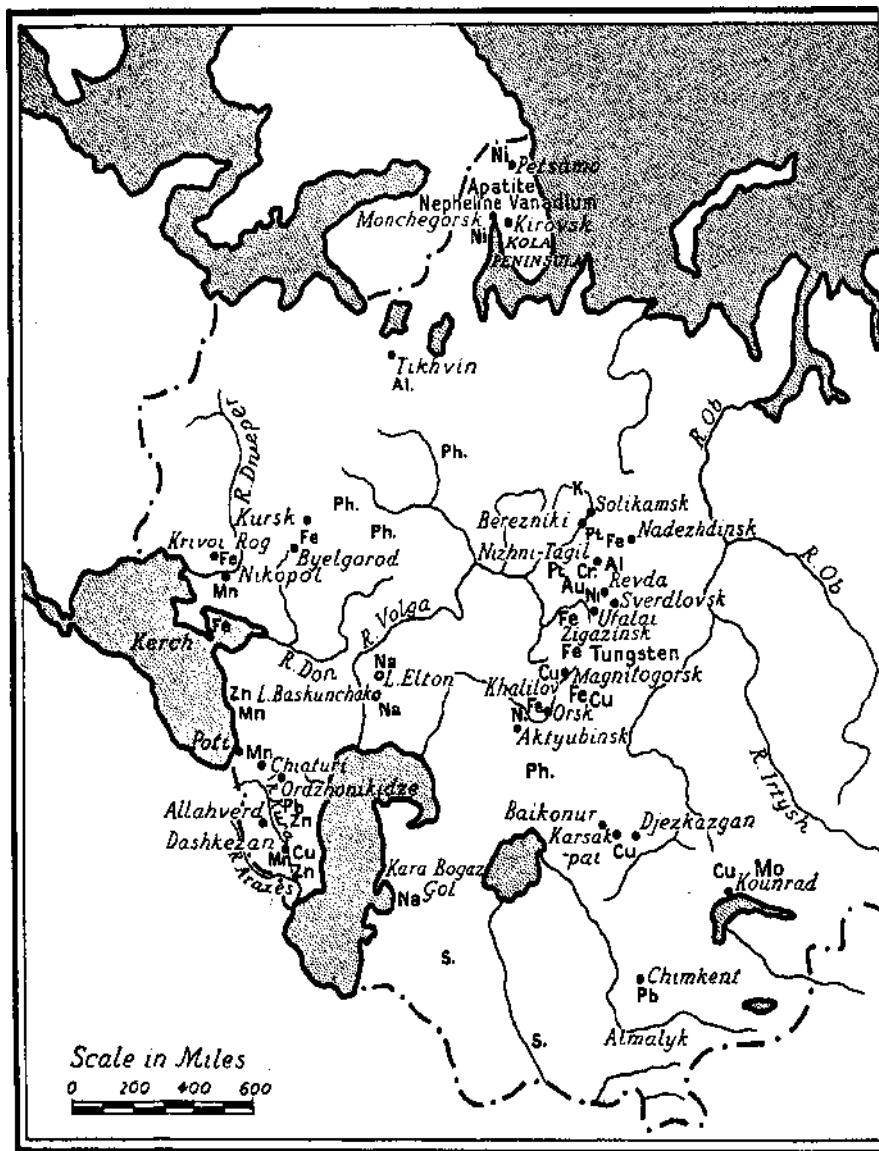 Ni
Petsamo
Apatite
Nepheline Vanadium
Monchegorsk
Kirovsk
Ni
KOLA
PENINSULA
Tikhvin
Al.
R. Dnieper
R. Ob
Ph.
Ph.
Ph.
K
Solikamsk
Berezniki
Pt
Fe
Nadezhdinsk
Kursk
Fe
Byelgorod
Krivoi Rog
Fe
Nikopol
Mn
Nizhni-Tagil
Pt
Cr.
Al
Au
Ni
Revda
Sverdlovsk
Fe
Ufalai
Zigazinsk
Fe
Tungsten
R. Ob
Fe
Kerch
R. Don
R. Volga
Na
L. Elton
Zn
L. Baskunchak
Mn
Na
Cu
Magnitogorsk
Khalilov
Fe
Cu
Fe
Orsk
N.
Aktyubinsk
Poti
Mn
Chiaturi
Ordzhonikidze
Pb
Zn
R. Kura
Allahverd
Dashkezan
Cu
Mn
Zn
R. Araxes
Ph.
R. Irtysh
Baikonur
Djezkazgan
Karsak-
pai
Cu
Kara Bogaz
Gol
Na
Cu
Mo
Kounrad
S.
Chimkent
Pb
S.
Almalyk
Scale in Miles
0 200 400 600